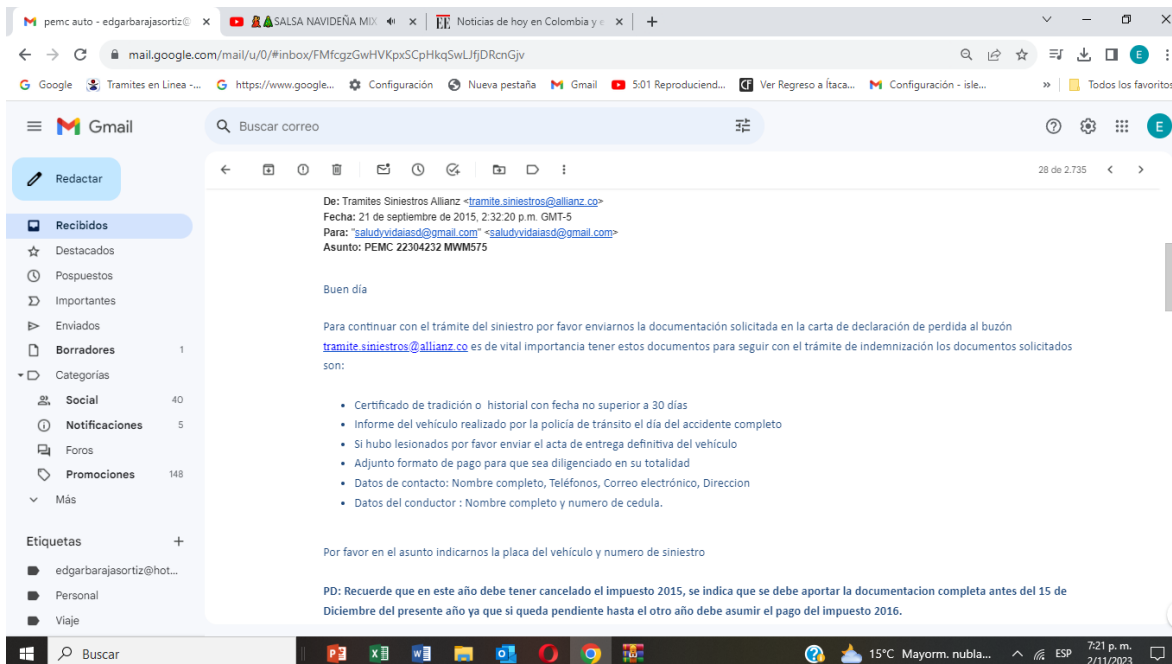 pemc auto - edgarbarajasortiz@
SALSA NAVIDEÑA MIX
Noticias de hoy en Colombia y e
mail.google.com/mail/u/0/#inbox/FMfcgzGwHVKpxSCpHkqSwLJfjDRcnGjv
E
Google
Tramites en Linea -...
https://www.google...
Configuración
Nueva pestaña
Gmail
5:01 Reproduciend...
Ver Regreso a Ítaca...
Configuración - isle...
»
Todos los favoritos
Gmail
Buscar correo
E
Redactar
28 de 2.735
Recibidos
Destacados
Pospuestos
Importantes
Enviados
Borradores 1
Categorías
Social 40
Notificaciones 5
Foros
Promociones 148
Más
Etiquetas +
edgarbarajasortiz@hot...
Personal
Viaje
De: Tramites Siniestros Allianz <tramite.siniestros@allianz.co>
Fecha: 21 de septiembre de 2015, 2:32:20 p.m. GMT-5
Para: "saludyvidaiasd@gmail.com" <saludyvidaiasd@gmail.com>
Asunto: PEMC 22304232 MWM575
Buen día
Para continuar con el trámite del siniestro por favor enviarnos la documentación solicitada en la carta de declaración de perdida al buzón
tramite.siniestros@allianz.co es de vital importancia tener estos documentos para seguir con el trámite de indemnización los documentos solicitados
son:
• Certificado de tradición o historial con fecha no superior a 30 días
• Informe del vehículo realizado por la policía de tránsito el día del accidente completo
• Si hubo lesionados por favor enviar el acta de entrega definitiva del vehículo
• Adjunto formato de pago para que sea diligenciado en su totalidad
• Datos de contacto: Nombre completo, Teléfonos, Correo electrónico, Direccion
• Datos del conductor : Nombre completo y numero de cedula.
Por favor en el asunto indicarnos la placa del vehículo y numero de siniestro
PD: Recuerde que en este año debe tener cancelado el impuesto 2015, se indica que se debe aportar la documentacion completa antes del 15 de
Diciembre del presente año ya que si queda pendiente hasta el otro año debe asumir el pago del impuesto 2016.
Buscar
15°C Mayorm. nubla...
ESP
7:21 p. m.
2/11/2023